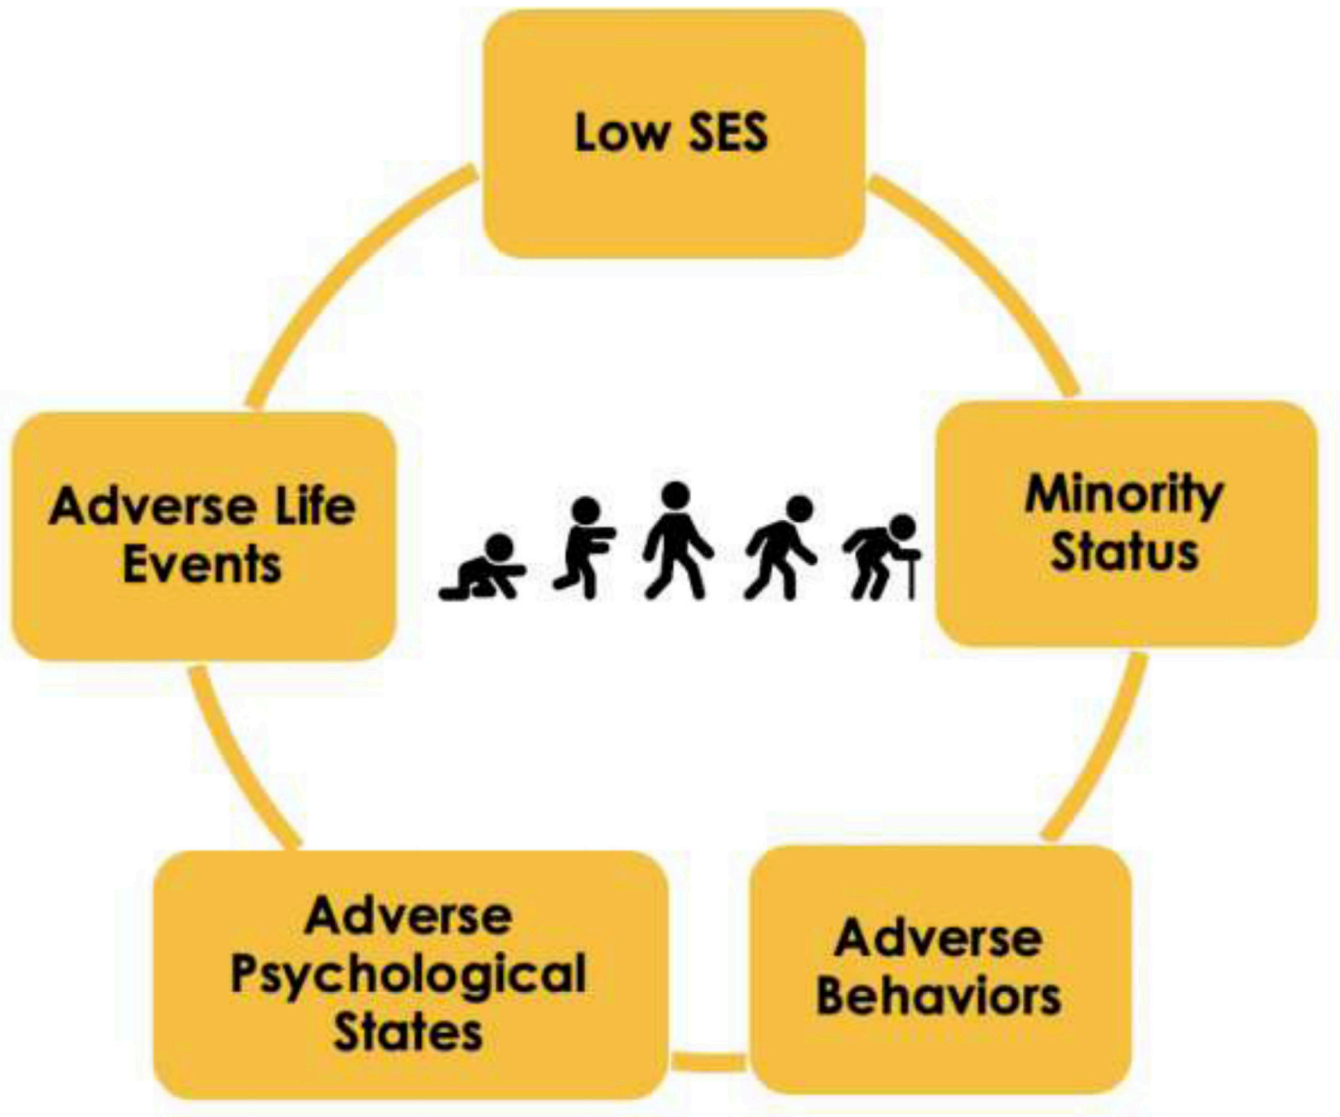 Low SES
Adverse Life
Events
Minority
Status
Adverse
Psychological
States
Adverse
Behaviors